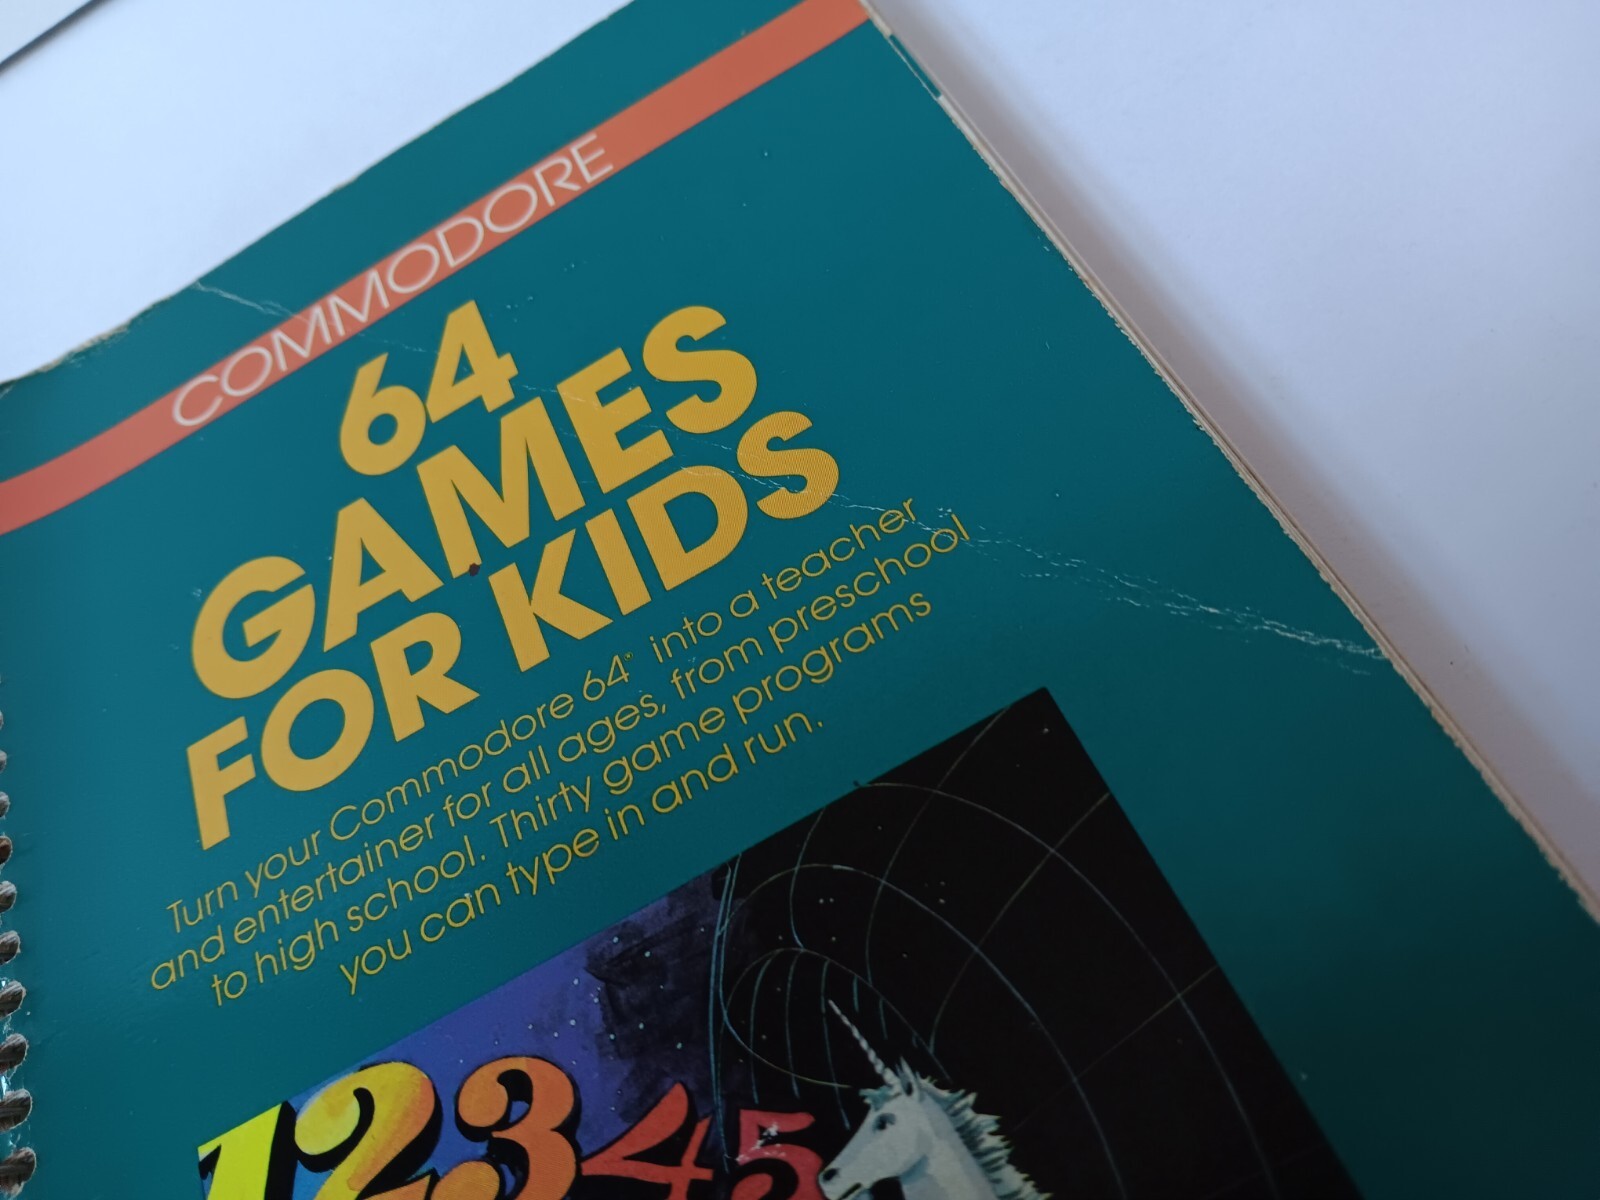 COMMODORE
64
GAMES
FOR KIDS
Turn your Commodore 64® into a teacher
and entertainer for all ages, from preschool
to high school. Thirty game programs
you can type in and run.
12345